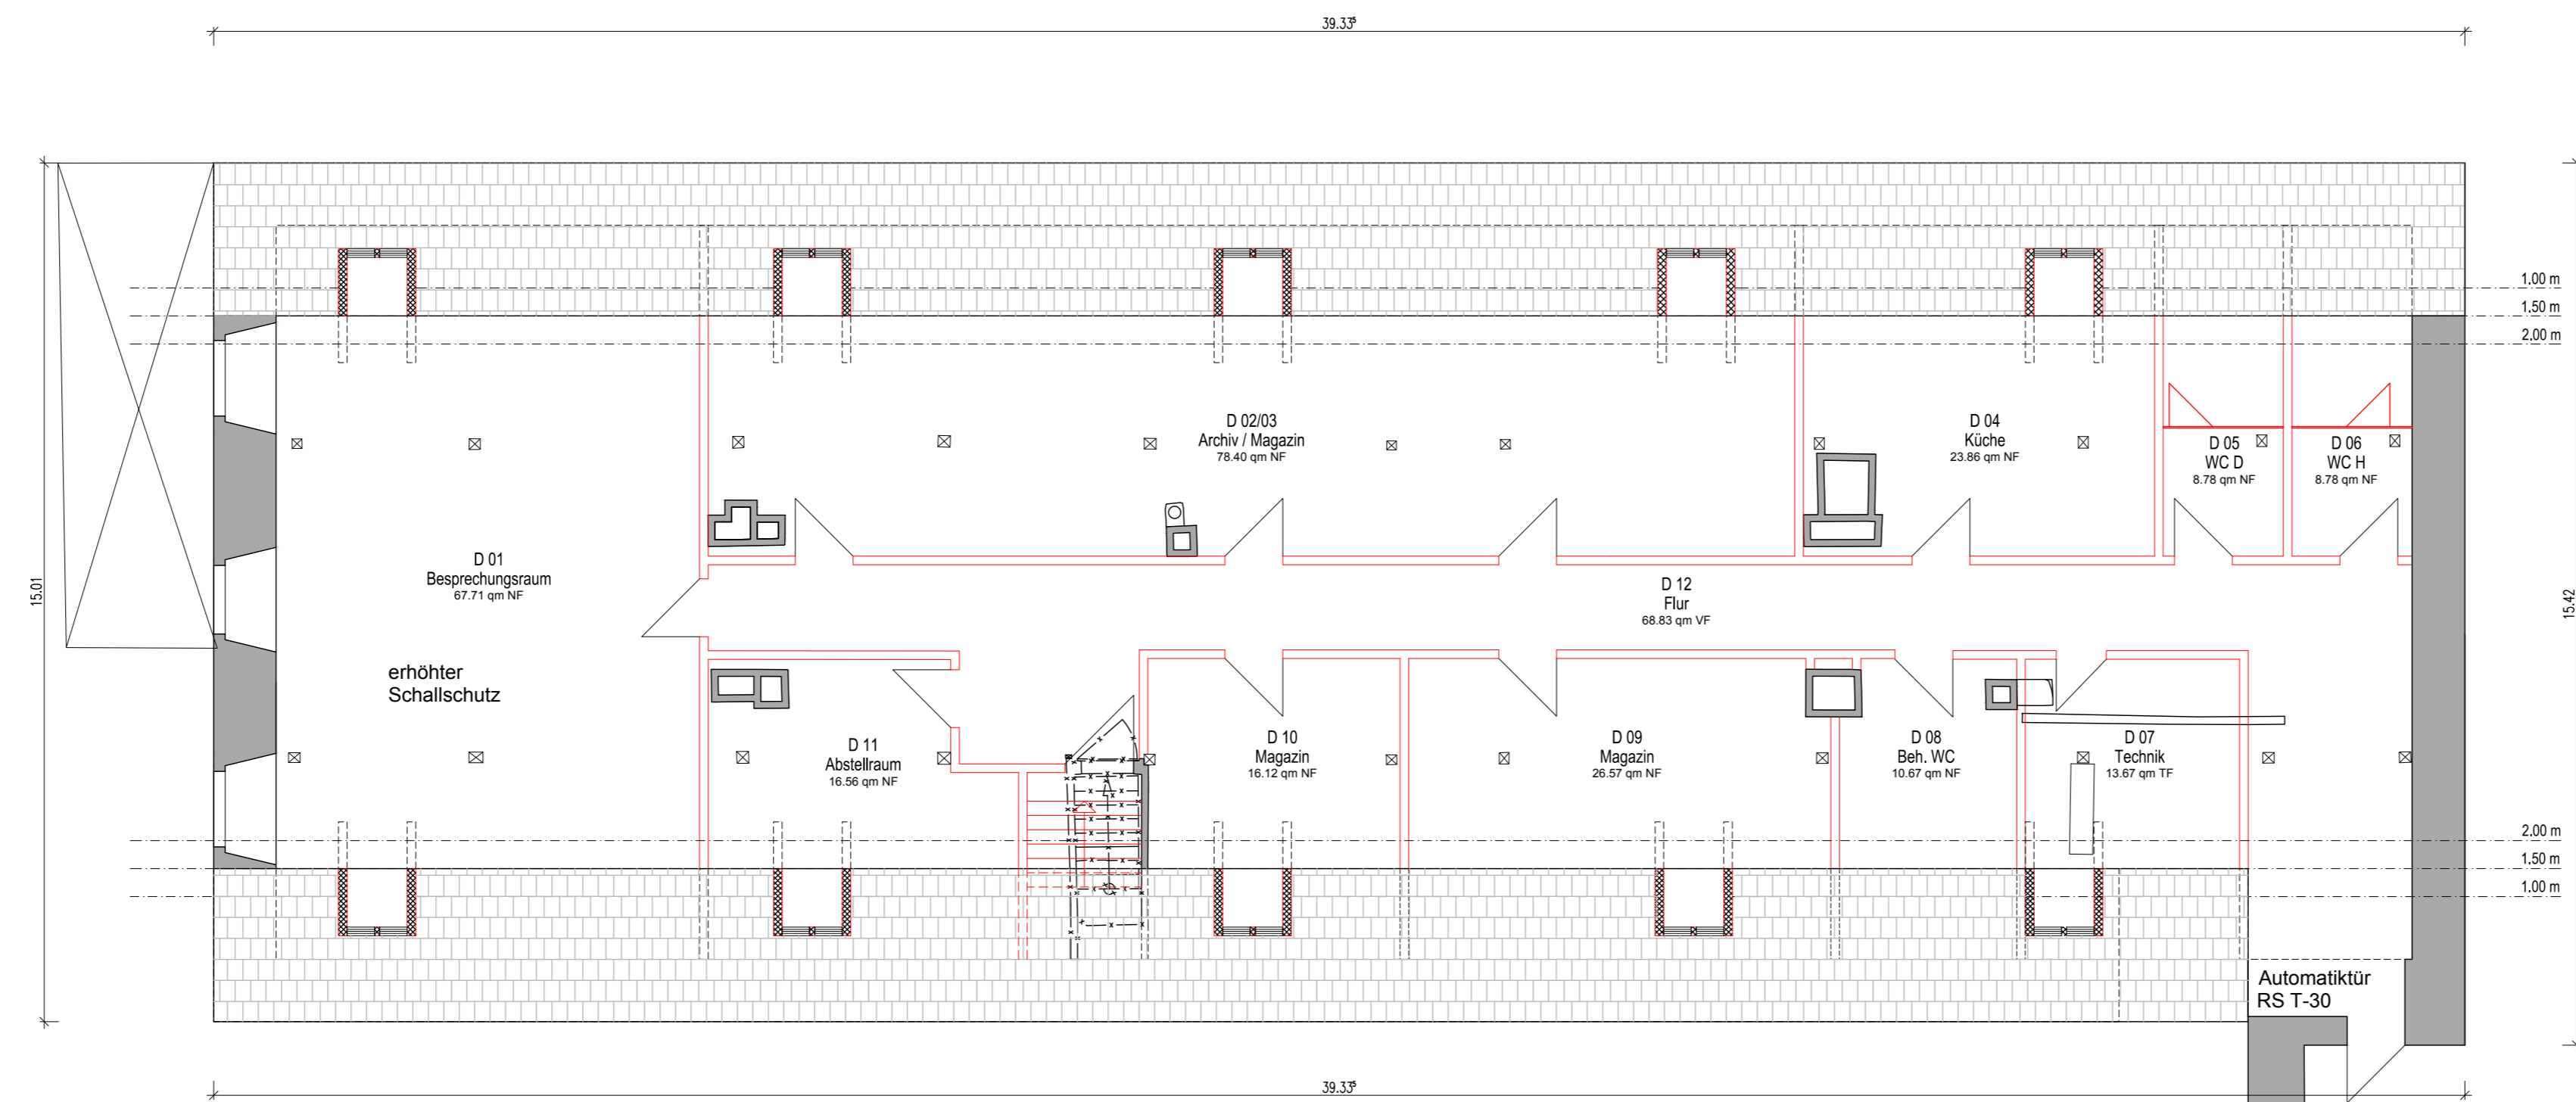 39.33⁵
1.00 m
1.50 m
2.00 m
D 02/03
Archiv / Magazin
78.40 qm NF
D 04
Küche
23.86 qm NF
D 05
WC D
8.78 qm NF
D 06
WC H
8.78 qm NF
D 01
Besprechungsraum
67.71 qm NF
D 12
Flur
68.83 qm VF
15.01
15.42
erhöhter
Schallschutz
D 11
Abstellraum
16.56 qm NF
D 10
Magazin
16.12 qm NF
D 09
Magazin
26.57 qm NF
D 08
Beh. WC
10.67 qm NF
D 07
Technik
13.67 qm TF
2.00 m
1.50 m
1.00 m
Automatiktür
RS T-30
39.33⁵